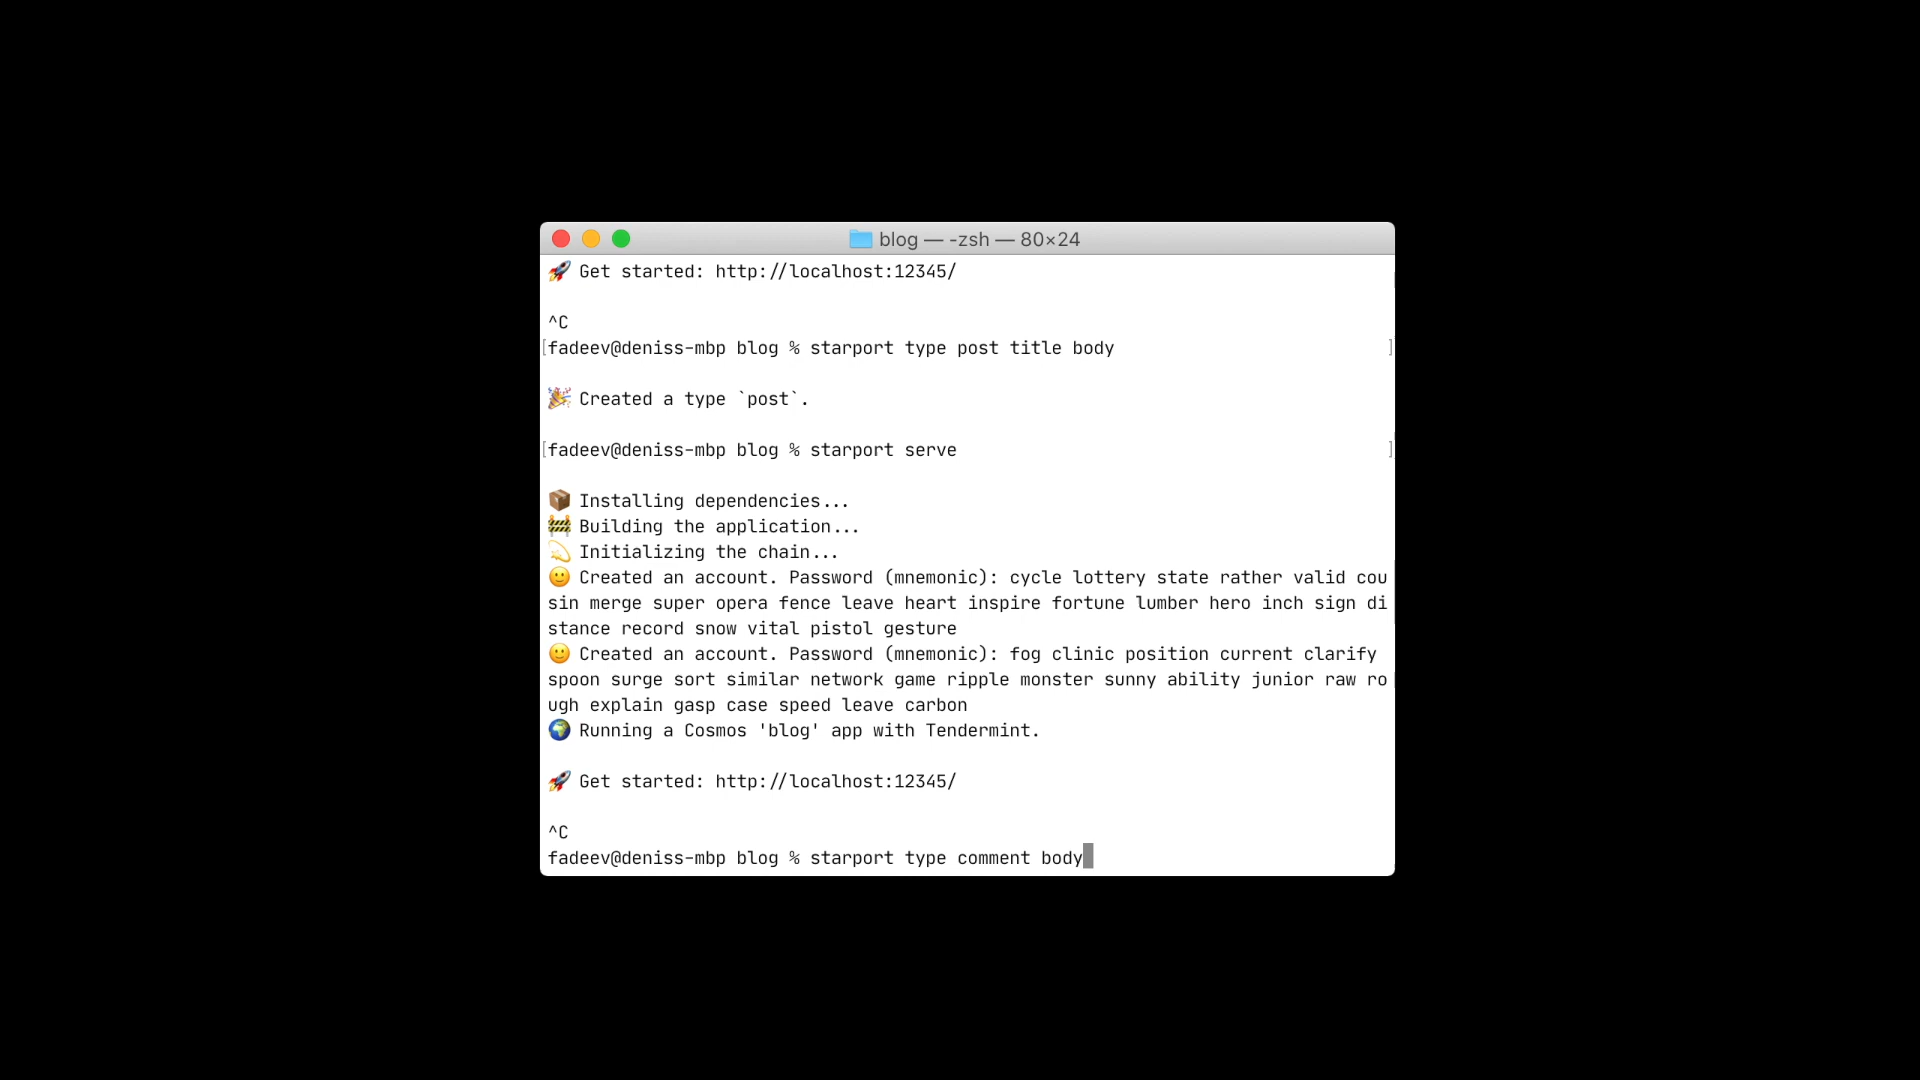 blog — -zsh — 80×24
🚀 Get started: http://localhost:12345/
^C
[fadeev@deniss-mbp blog % starport type post title body ]
🎉 Created a type `post`.
[fadeev@deniss-mbp blog % starport serve ]
📦 Installing dependencies...
🚧 Building the application...
💫 Initializing the chain...
🙂 Created an account. Password (mnemonic): cycle lottery state rather valid cou
sin merge super opera fence leave heart inspire fortune lumber hero inch sign di
stance record snow vital pistol gesture
🙂 Created an account. Password (mnemonic): fog clinic position current clarify
spoon surge sort similar network game ripple monster sunny ability junior raw ro
ugh explain gasp case speed leave carbon
🌍 Running a Cosmos 'blog' app with Tendermint.
🚀 Get started: http://localhost:12345/
^C
fadeev@deniss-mbp blog % starport type comment body